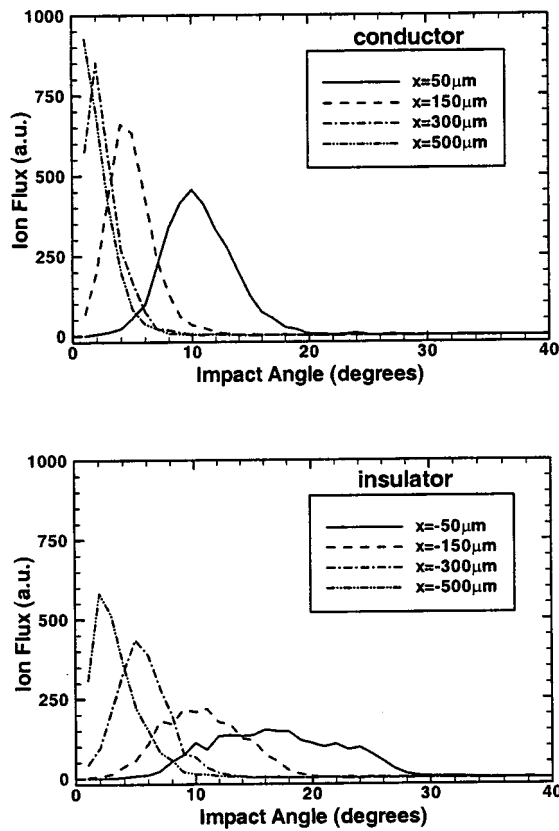 1000
conductor
x=50μm
x=150μm
x=300μm
x=500μm
750
500
250
0
Ion Flux (a.u.)
0 10 20 30 40
Impact Angle (degrees)
1000
insulator
x=-50μm
x=-150μm
x=-300μm
x=-500μm
750
500
250
0
Ion Flux (a.u.)
0 10 20 30 40
Impact Angle (degrees)